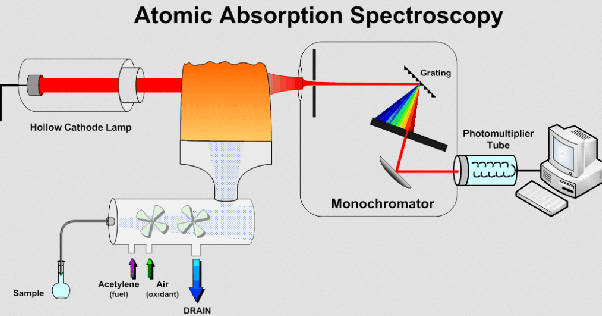 Atomic Absorption Spectroscopy
Hollow Cathode Lamp
Grating
Photomultiplier
Tube
Monochromator
Sample
Acetylene
(fuel)
Air
(oxidant)
DRAIN